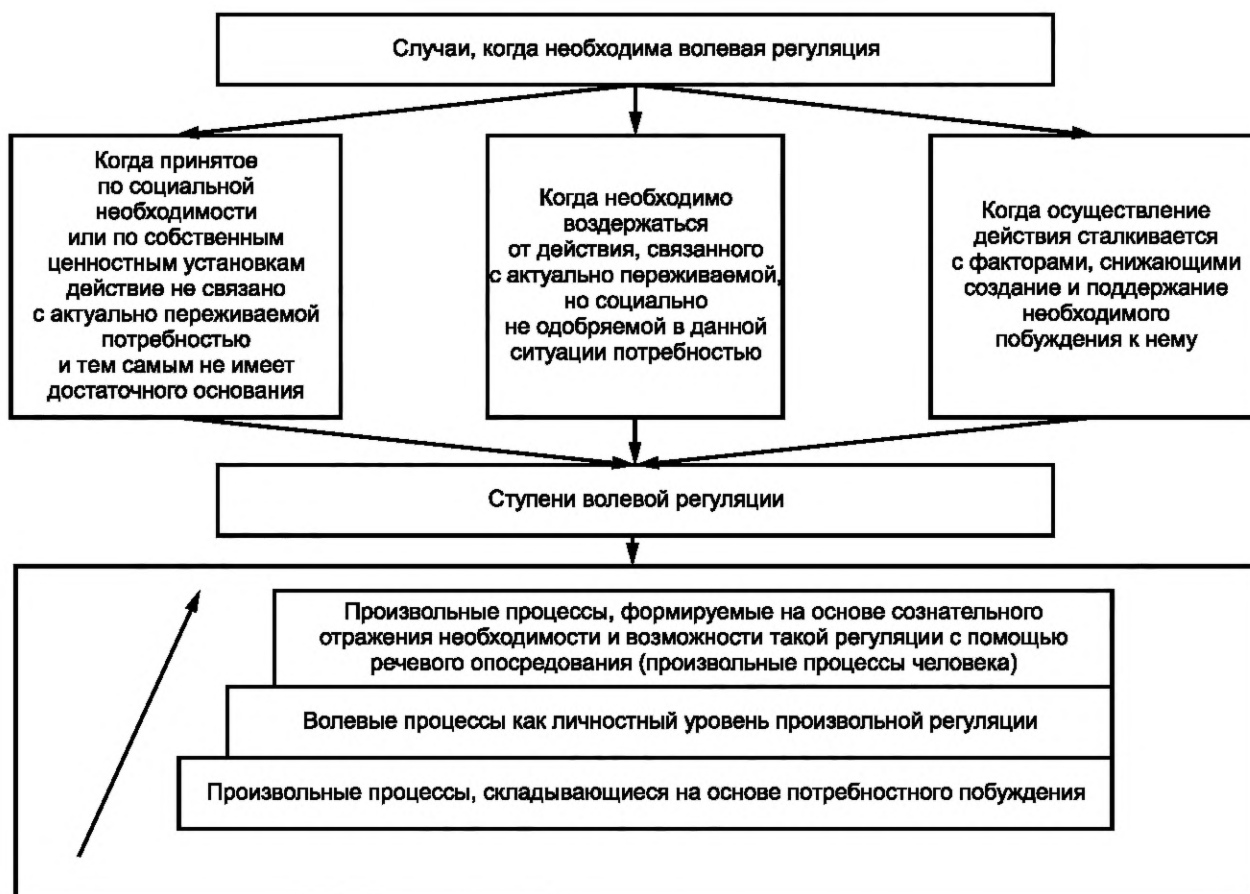 Случаи, когда необходима волевая регуляция
Когда принятое
по социальной
необходимости
или по собственным
ценностным установкам
действие не связано
с актуально переживаемой
потребностью
и тем самым не имеет
достаточного основания
Когда необходимо
воздержаться
от действия, связанного
с актуально переживаемой,
но социально
не одобряемой в данной
ситуации потребностью
Когда осуществление
действия сталкивается
с факторами, снижающими
создание и поддержание
необходимого
побуждения к нему
Ступени волевой регуляции
Произвольные процессы, формируемые на основе сознательного
отражения необходимости и возможности такой регуляции с помощью
речевого опосредования (произвольные процессы человека)
Волевые процессы как личностный уровень произвольной регуляции
Произвольные процессы, складывающиеся на основе потребностного побуждения